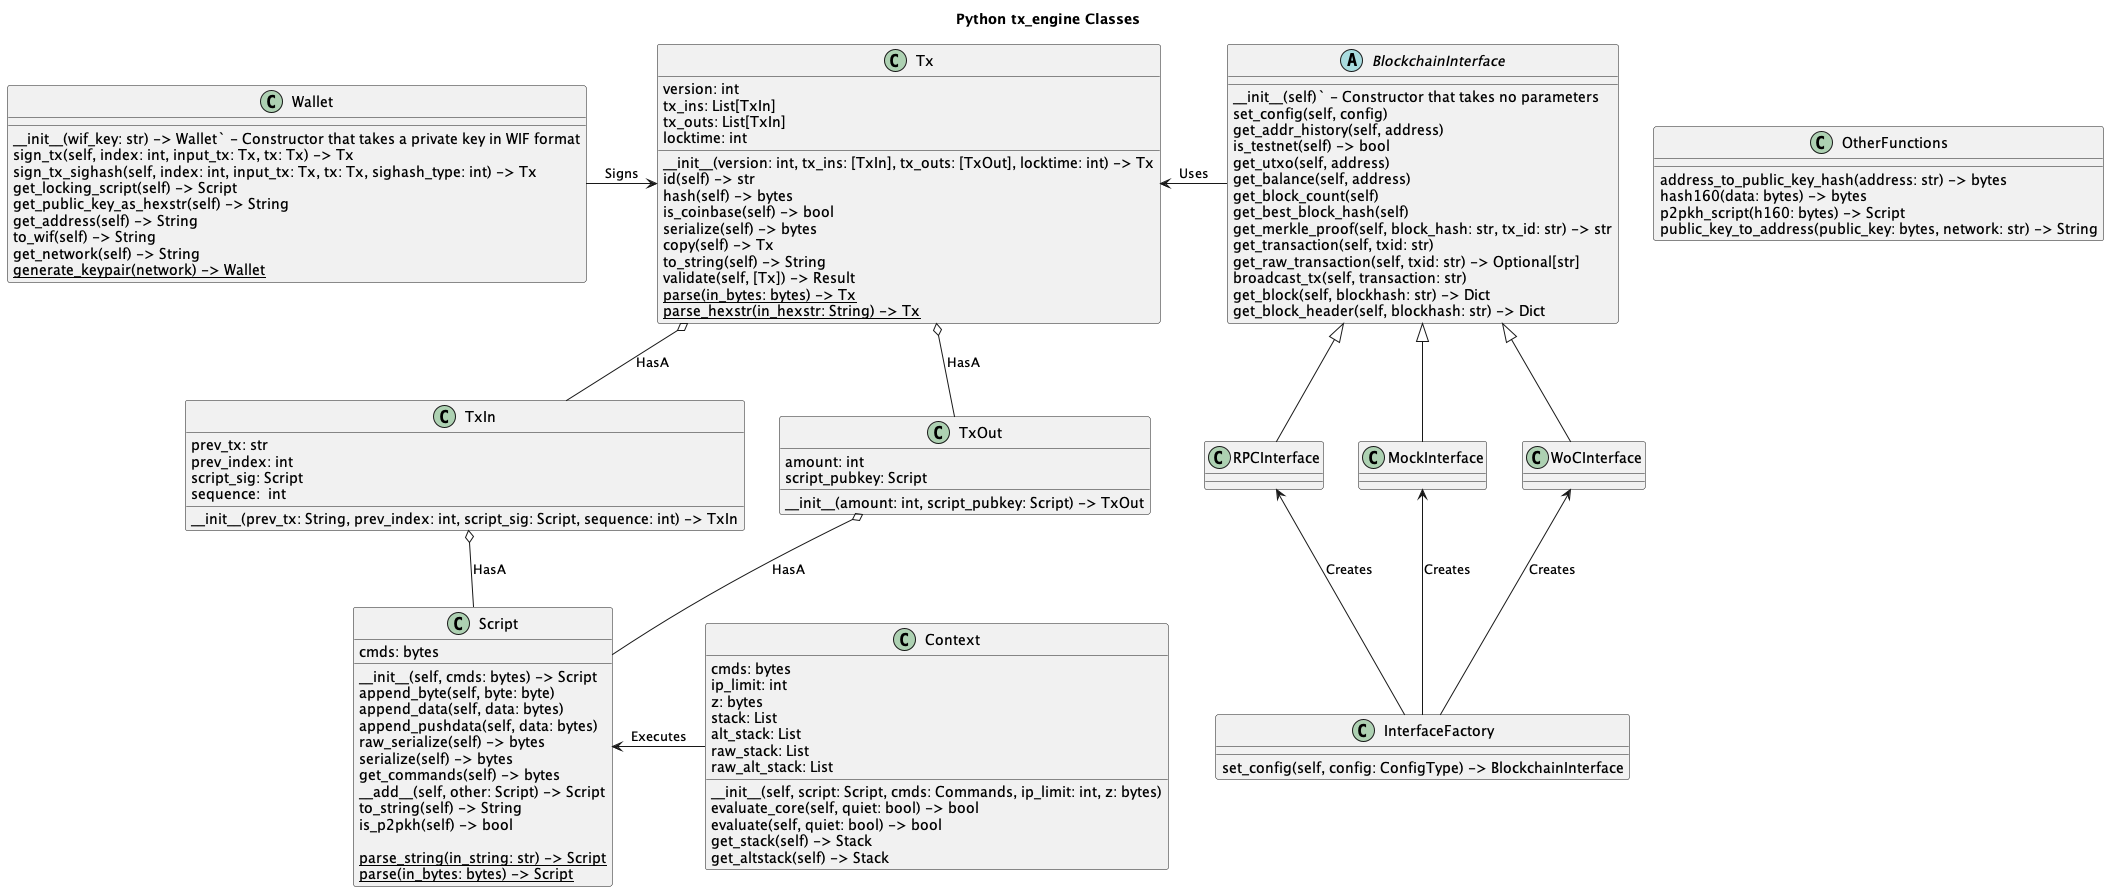 Python tx_engine Classes
C Wallet
__init__(wif_key: str) -> Wallet` – Constructor that takes a private key in WIF format
sign_tx(self, index: int, input_tx: Tx, tx: Tx) -> Tx
sign_tx_sighash(self, index: int, input_tx: Tx, tx: Tx, sighash_type: int) -> Tx
get_locking_script(self) -> Script
get_public_key_as_hexstr(self) -> String
get_address(self) -> String
to_wif(self) -> String
get_network(self) -> String
generate_keypair(network) -> Wallet
Signs
C Tx
version: int
tx_ins: List[TxIn]
tx_outs: List[TxIn]
locktime: int
__init__(version: int, tx_ins: [TxIn], tx_outs: [TxOut], locktime: int) -> Tx
id(self) -> str
hash(self) -> bytes
is_coinbase(self) -> bool
serialize(self) -> bytes
copy(self) -> Tx
to_string(self) -> String
validate(self, [Tx]) -> Result
parse(in_bytes: bytes) -> Tx
parse_hexstr(in_hexstr: String) -> Tx
Uses
A BlockchainInterface
__init__(self)` – Constructor that takes no parameters
set_config(self, config)
get_addr_history(self, address)
is_testnet(self) -> bool
get_utxo(self, address)
get_balance(self, address)
get_block_count(self)
get_best_block_hash(self)
get_merkle_proof(self, block_hash: str, tx_id: str) -> str
get_transaction(self, txid: str)
get_raw_transaction(self, txid: str) -> Optional[str]
broadcast_tx(self, transaction: str)
get_block(self, blockhash: str) -> Dict
get_block_header(self, blockhash: str) -> Dict
C OtherFunctions
address_to_public_key_hash(address: str) -> bytes
hash160(data: bytes) -> bytes
p2pkh_script(h160: bytes) -> Script
public_key_to_address(public_key: bytes, network: str) -> String
HasA
HasA
C TxIn
prev_tx: str
prev_index: int
script_sig: Script
sequence:  int
__init__(prev_tx: String, prev_index: int, script_sig: Script, sequence: int) -> TxIn
C TxOut
amount: int
script_pubkey: Script
__init__(amount: int, script_pubkey: Script) -> TxOut
C RPCInterface
C MockInterface
C WoCInterface
HasA
HasA
Creates
Creates
Creates
C Script
cmds: bytes
__init__(self, cmds: bytes) -> Script
append_byte(self, byte: byte)
append_data(self, data: bytes)
append_pushdata(self, data: bytes)
raw_serialize(self) -> bytes
serialize(self) -> bytes
get_commands(self) -> bytes
__add__(self, other: Script) -> Script
to_string(self) -> String
is_p2pkh(self) -> bool
parse_string(in_string: str) -> Script
parse(in_bytes: bytes) -> Script
Executes
C Context
cmds: bytes
ip_limit: int
z: bytes
stack: List
alt_stack: List
raw_stack: List
raw_alt_stack: List
__init__(self, script: Script, cmds: Commands, ip_limit: int, z: bytes)
evaluate_core(self, quiet: bool) -> bool
evaluate(self, quiet: bool) -> bool
get_stack(self) -> Stack
get_altstack(self) -> Stack
C InterfaceFactory
set_config(self, config: ConfigType) -> BlockchainInterface